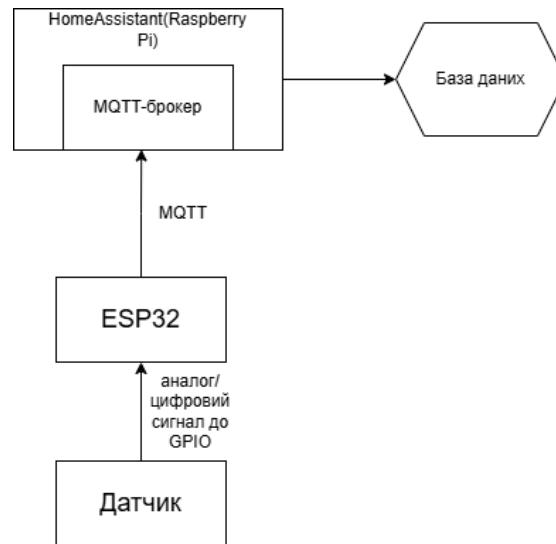 HomeAssistant(Raspberry
Pi)
MQTT-брокер
База даних
MQTT
ESP32
аналог/
цифровий
сигнал до
GPIO
Датчик